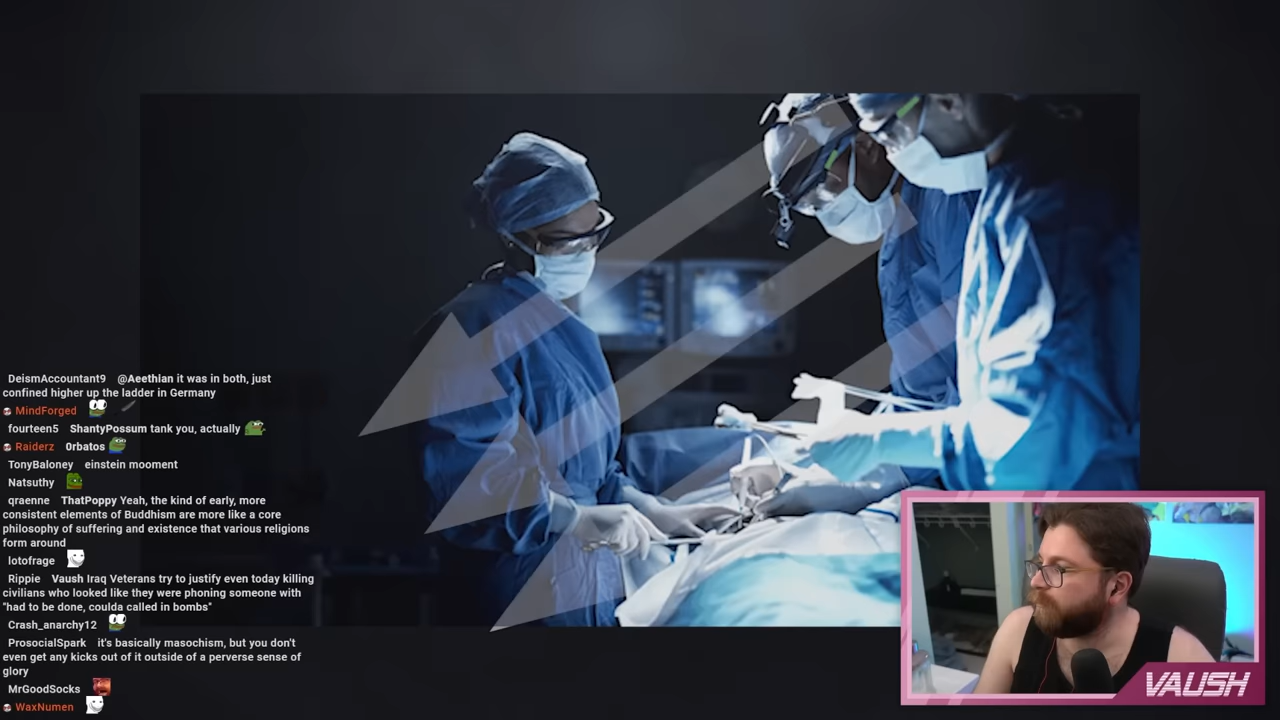 DeismAccountant9 @Aeethian it was in both, just
confined higher up the ladder in Germany
MindForged
fourteen5 ShantyPossum tank you, actually
Raiderz 0rbatos
TonyBaloney einstein mooment
Natsuthy
qraenne ThatPoppy Yeah, the kind of early, more
consistent elements of Buddhism are more like a core
philosophy of suffering and existence that various religions
form around
lotofrage
Rippie Vaush Iraq Veterans try to justify even today killing
civilians who looked like they were phoning someone with
"had to be done, coulda called in bombs"
Crash_anarchy12
ProsocialSpark it's basically masochism, but you don't
even get any kicks out of it outside of a perverse sense of
glory
MrGoodSocks
WaxNumen
VAUSH